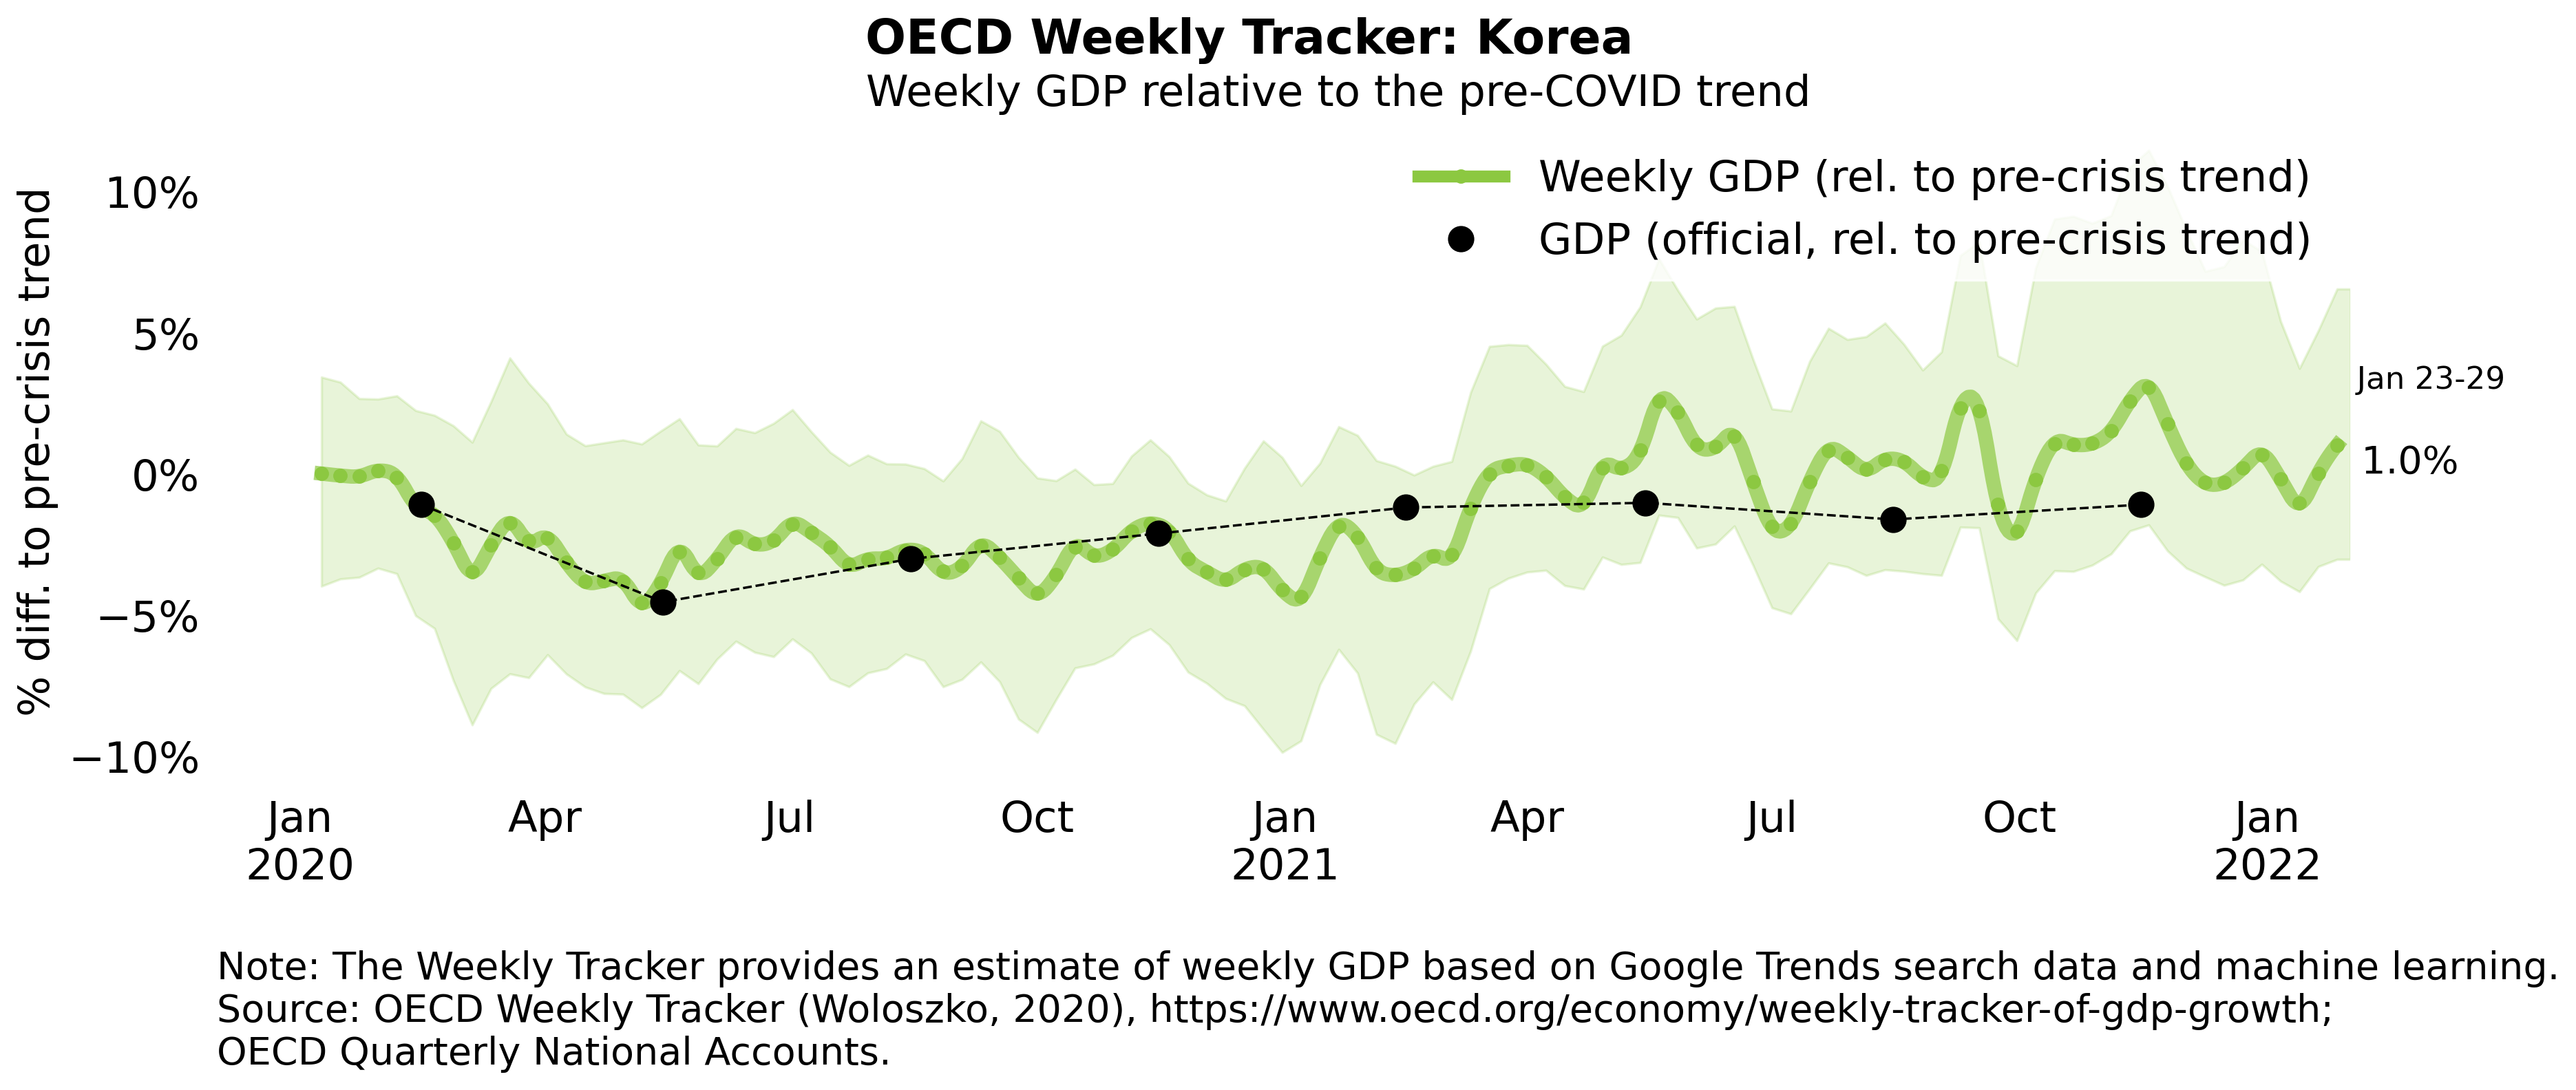 OECD Weekly Tracker: Korea
Weekly GDP relative to the pre-COVID trend
Weekly GDP (rel. to pre-crisis trend)
GDP (official, rel. to pre-crisis trend)
% diff. to pre-crisis trend
10%
5%
0%
−5%
−10%
Jan 23-29
1.0%
Jan Apr Jul Oct Jan Apr Jul Oct Jan
2020 2021 2022
Note: The Weekly Tracker provides an estimate of weekly GDP based on Google Trends search data and machine learning.
Source: OECD Weekly Tracker (Woloszko, 2020), https://www.oecd.org/economy/weekly-tracker-of-gdp-growth;
OECD Quarterly National Accounts.